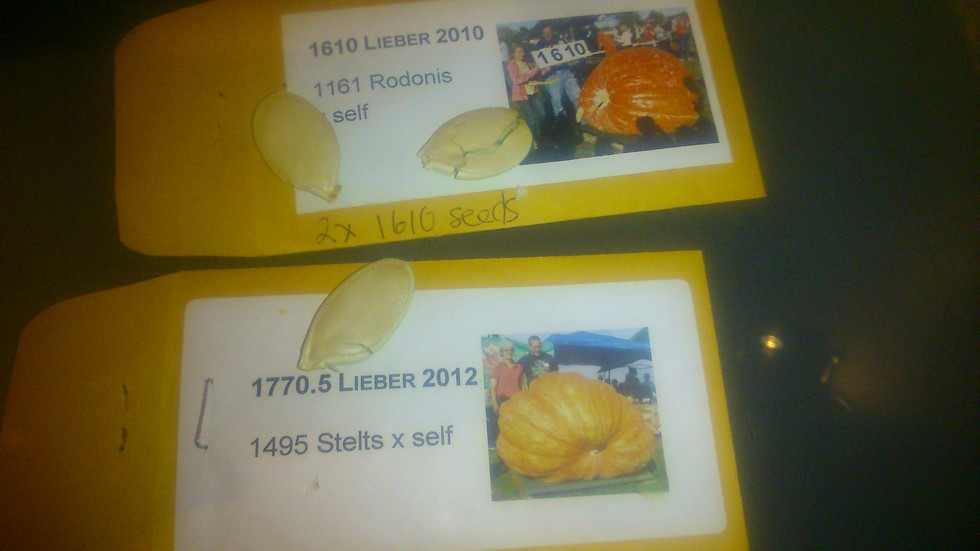 1610 LIEBER 2010
1161 Rodonis
x self
1610
2x 1610 seeds
1770.5 LIEBER 2012
1495 Stelts x self